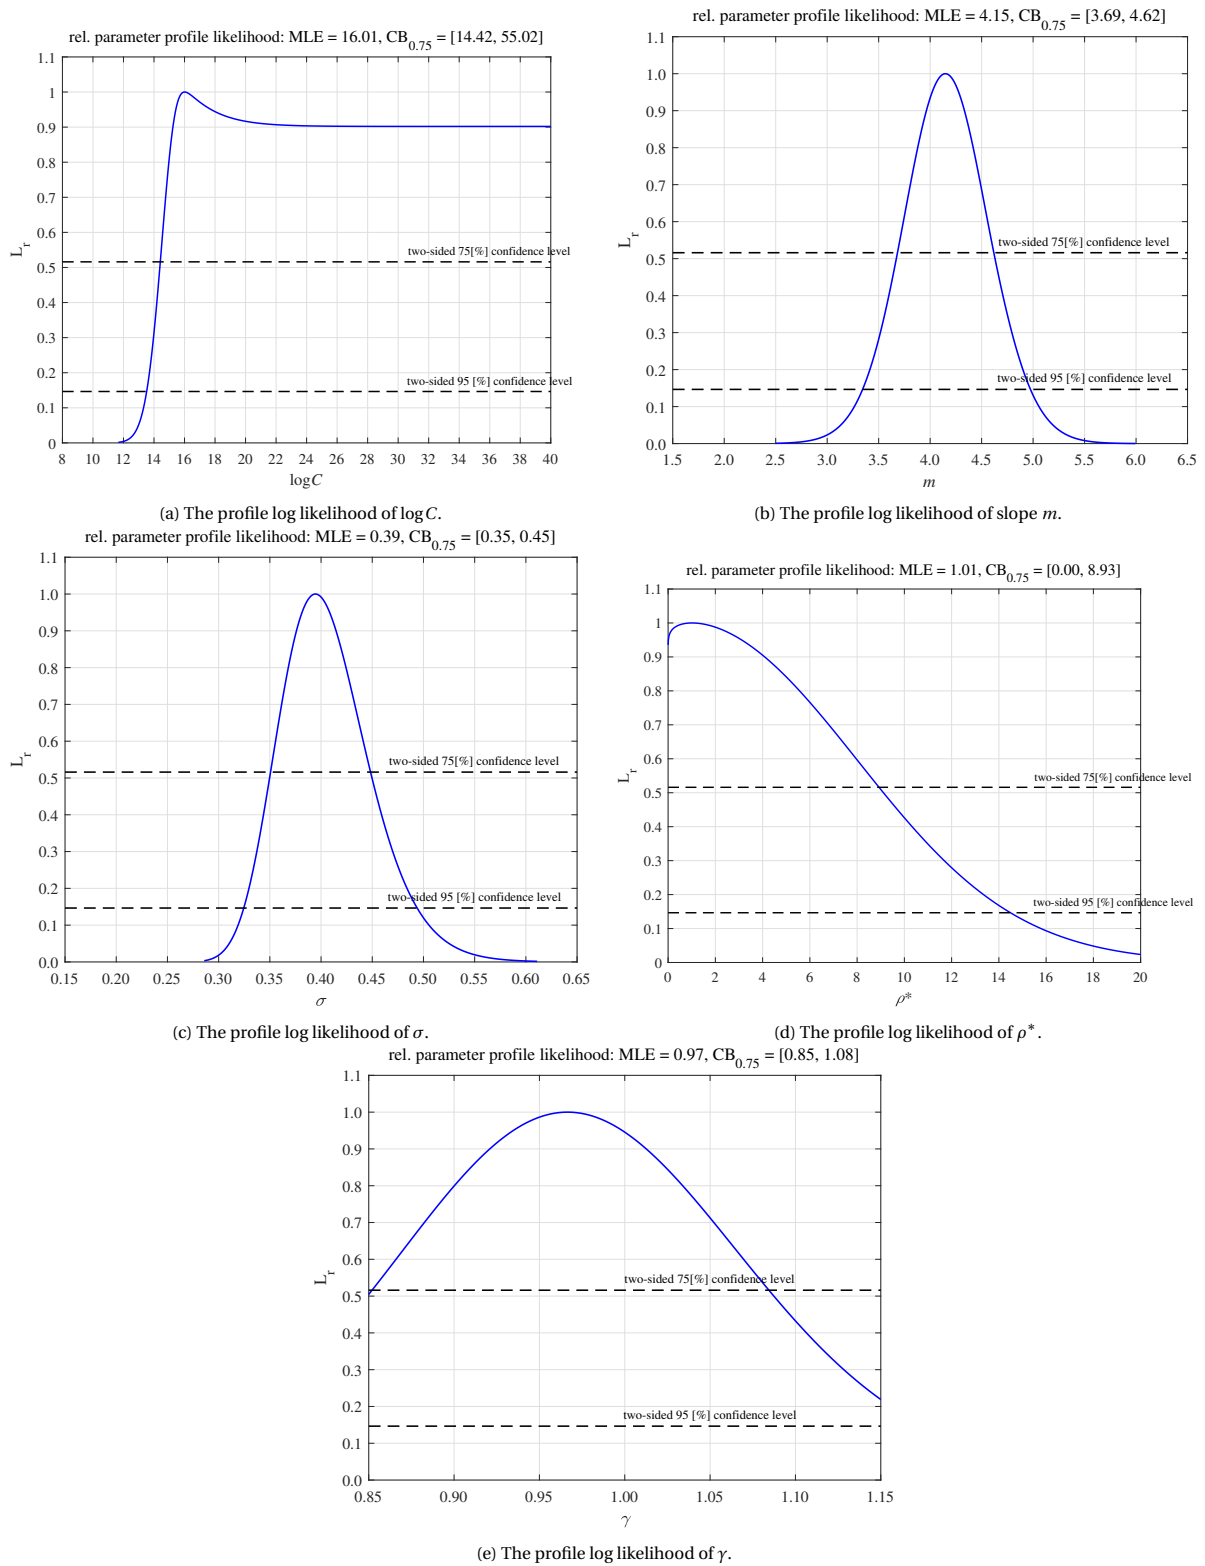 rel. parameter profile likelihood: MLE = 16.01, CB0.75 = [14.42, 55.02]
1.1
1
0.9
0.8
0.7
0.6
0.5
0.4
0.3
0.2
0.1
0
Lr
two-sided 75[%] confidence level
two-sided 95 [%] confidence level
8 10 12 14 16 18 20 22 24 26 28 30 32 34 36 38 40
logC
(a) The profile log likelihood of log C.
rel. parameter profile likelihood: MLE = 4.15, CB0.75 = [3.69, 4.62]
1.1
1.0
0.9
0.8
0.7
0.6
0.5
0.4
0.3
0.2
0.1
0.0
Lr
two-sided 75[%] confidence level
two-sided 95 [%] confidence level
1.5 2.0 2.5 3.0 3.5 4.0 4.5 5.0 5.5 6.0 6.5
m
(b) The profile log likelihood of slope m.
rel. parameter profile likelihood: MLE = 0.39, CB0.75 = [0.35, 0.45]
1.1
1.0
0.9
0.8
0.7
0.6
0.5
0.4
0.3
0.2
0.1
0.0
Lr
two-sided 75[%] confidence level
two-sided 95 [%] confidence level
0.15 0.20 0.25 0.30 0.35 0.40 0.45 0.50 0.55 0.60 0.65
σ
(c) The profile log likelihood of σ.
rel. parameter profile likelihood: MLE = 1.01, CB0.75 = [0.00, 8.93]
1.1
1
0.9
0.8
0.7
0.6
0.5
0.4
0.3
0.2
0.1
0
Lr
two-sided 75[%] confidence level
two-sided 95 [%] confidence level
0 2 4 6 8 10 12 14 16 18 20
ρ*
(d) The profile log likelihood of ρ*.
rel. parameter profile likelihood: MLE = 0.97, CB0.75 = [0.85, 1.08]
1.1
1.0
0.9
0.8
0.7
0.6
0.5
0.4
0.3
0.2
0.1
0.0
Lr
two-sided 75[%] confidence level
two-sided 95 [%] confidence level
0.85 0.90 0.95 1.00 1.05 1.10 1.15
γ
(e) The profile log likelihood of γ.